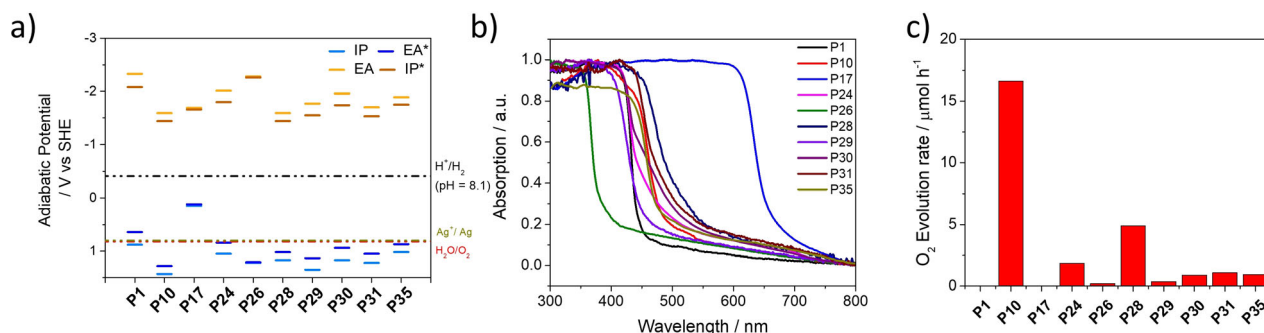 a)
Adiabatic Potential
/ V vs SHE
-3
-2
-1
0
1
IP
EA*
EA
IP*
H⁺/H₂
(pH = 8.1)
Ag⁺/ Ag
H₂O/O₂
P1
P10
P17
P24
P26
P28
P29
P30
P31
P35
b)
Absorption / a.u.
1.0
0.8
0.6
0.4
0.2
0.0
P1
P10
P17
P24
P26
P28
P29
P30
P31
P35
300
400
500
600
700
800
Wavelength / nm
c)
O₂ Evolution rate / μmol h⁻¹
20
15
10
5
0
P1
P10
P17
P24
P26
P28
P29
P30
P31
P35